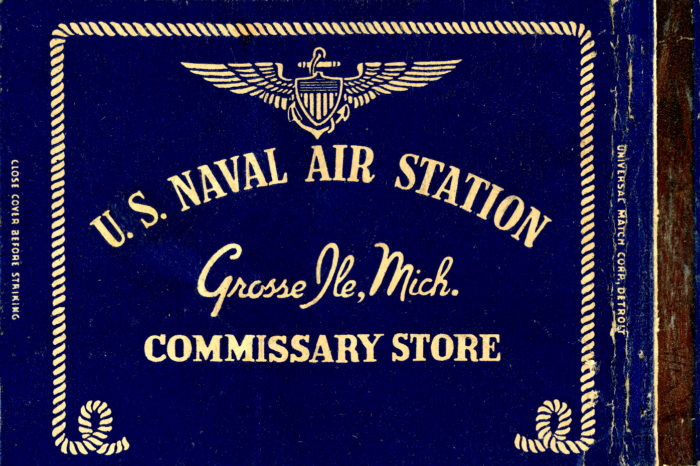 U. S. NAVAL AIR STATION
Grosse Ile, Mich.
COMMISSARY STORE
CLOSE COVER BEFORE STRIKING
UNIVERSAL MATCH CORP., DETROIT